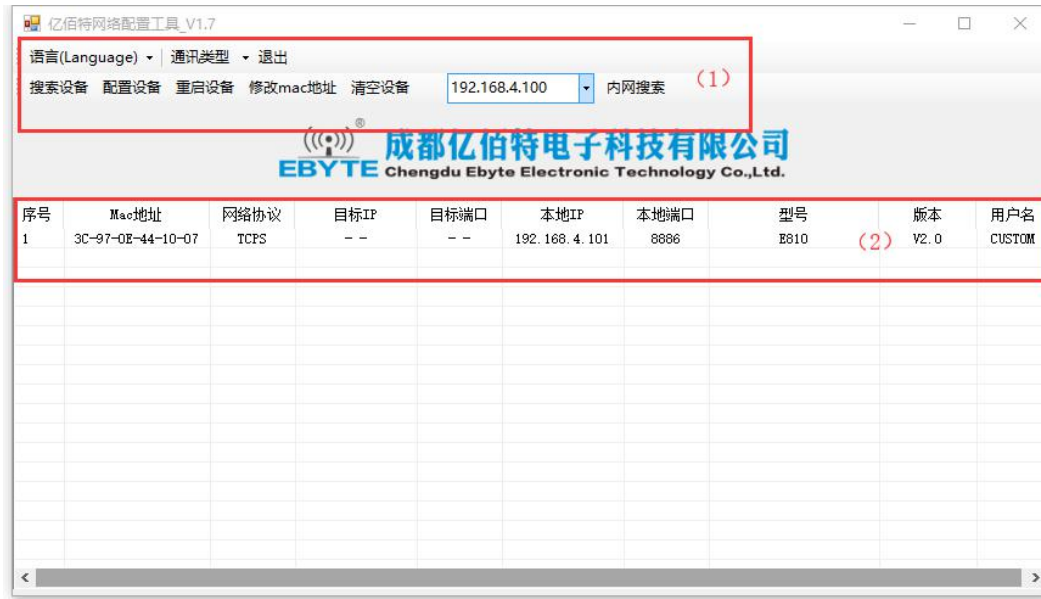 亿佰特网络配置工具_V1.7
语言(Language) 通讯类型 退出
搜索设备 配置设备 重启设备 修改mac地址 清空设备 192.168.4.100 内网搜索 (1)
® 成都亿佰特电子科技有限公司
EBYTE Chengdu Ebyte Electronic Technology Co.,Ltd.
序号 Mac地址 网络协议 目标IP 目标端口 本地IP 本地端口 型号 版本 用户名
1 3C-97-0E-44-10-07 TCPS -- -- 192.168.4.101 8886 E810 (2) V2.0 CUSTOM